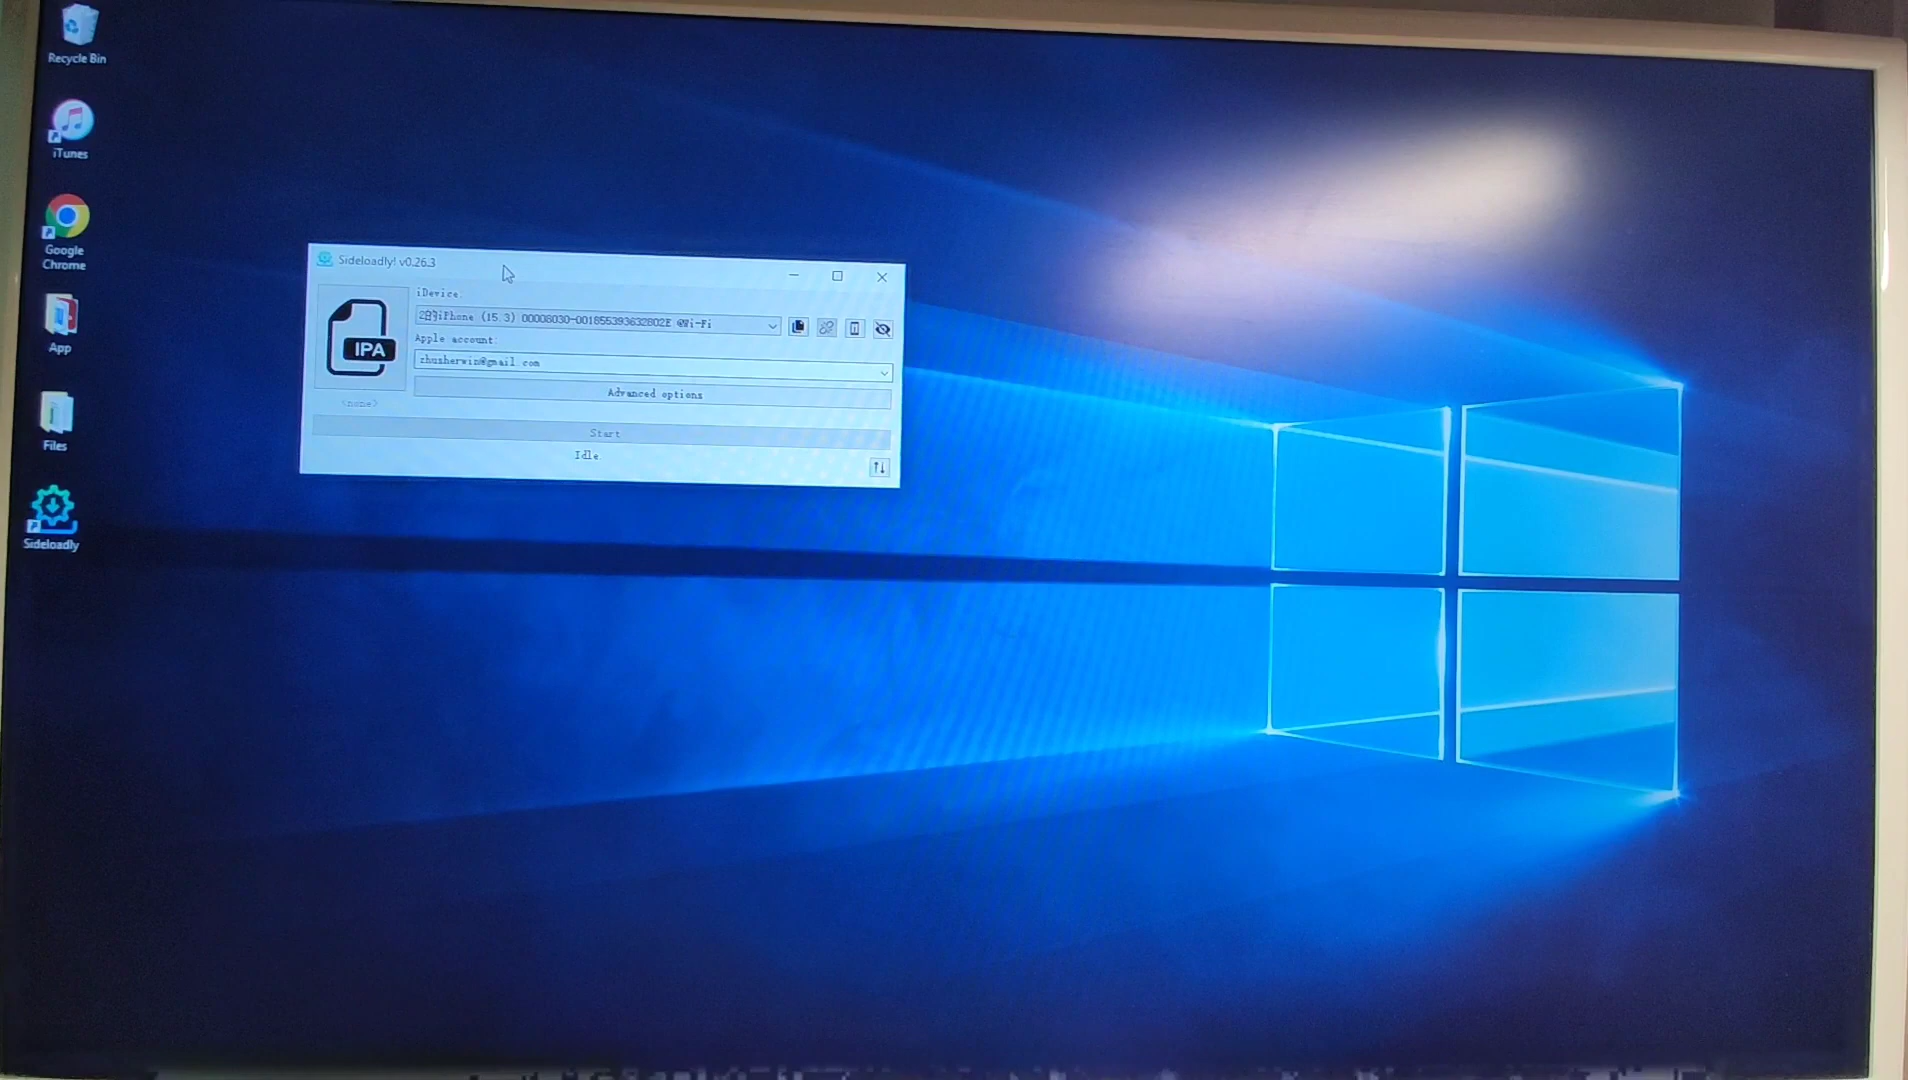 Recycle Bin
iTunes
Google
Chrome
App
Files
Sideloadly
Sideloadly! v0.26.3
iDevice:
2的iPhone (15.3) 00008030-001855393632802E @Wi-Fi
Apple account:
zhusherwin@gmail.com
Advanced options
IPA
<none>
Start
Idle